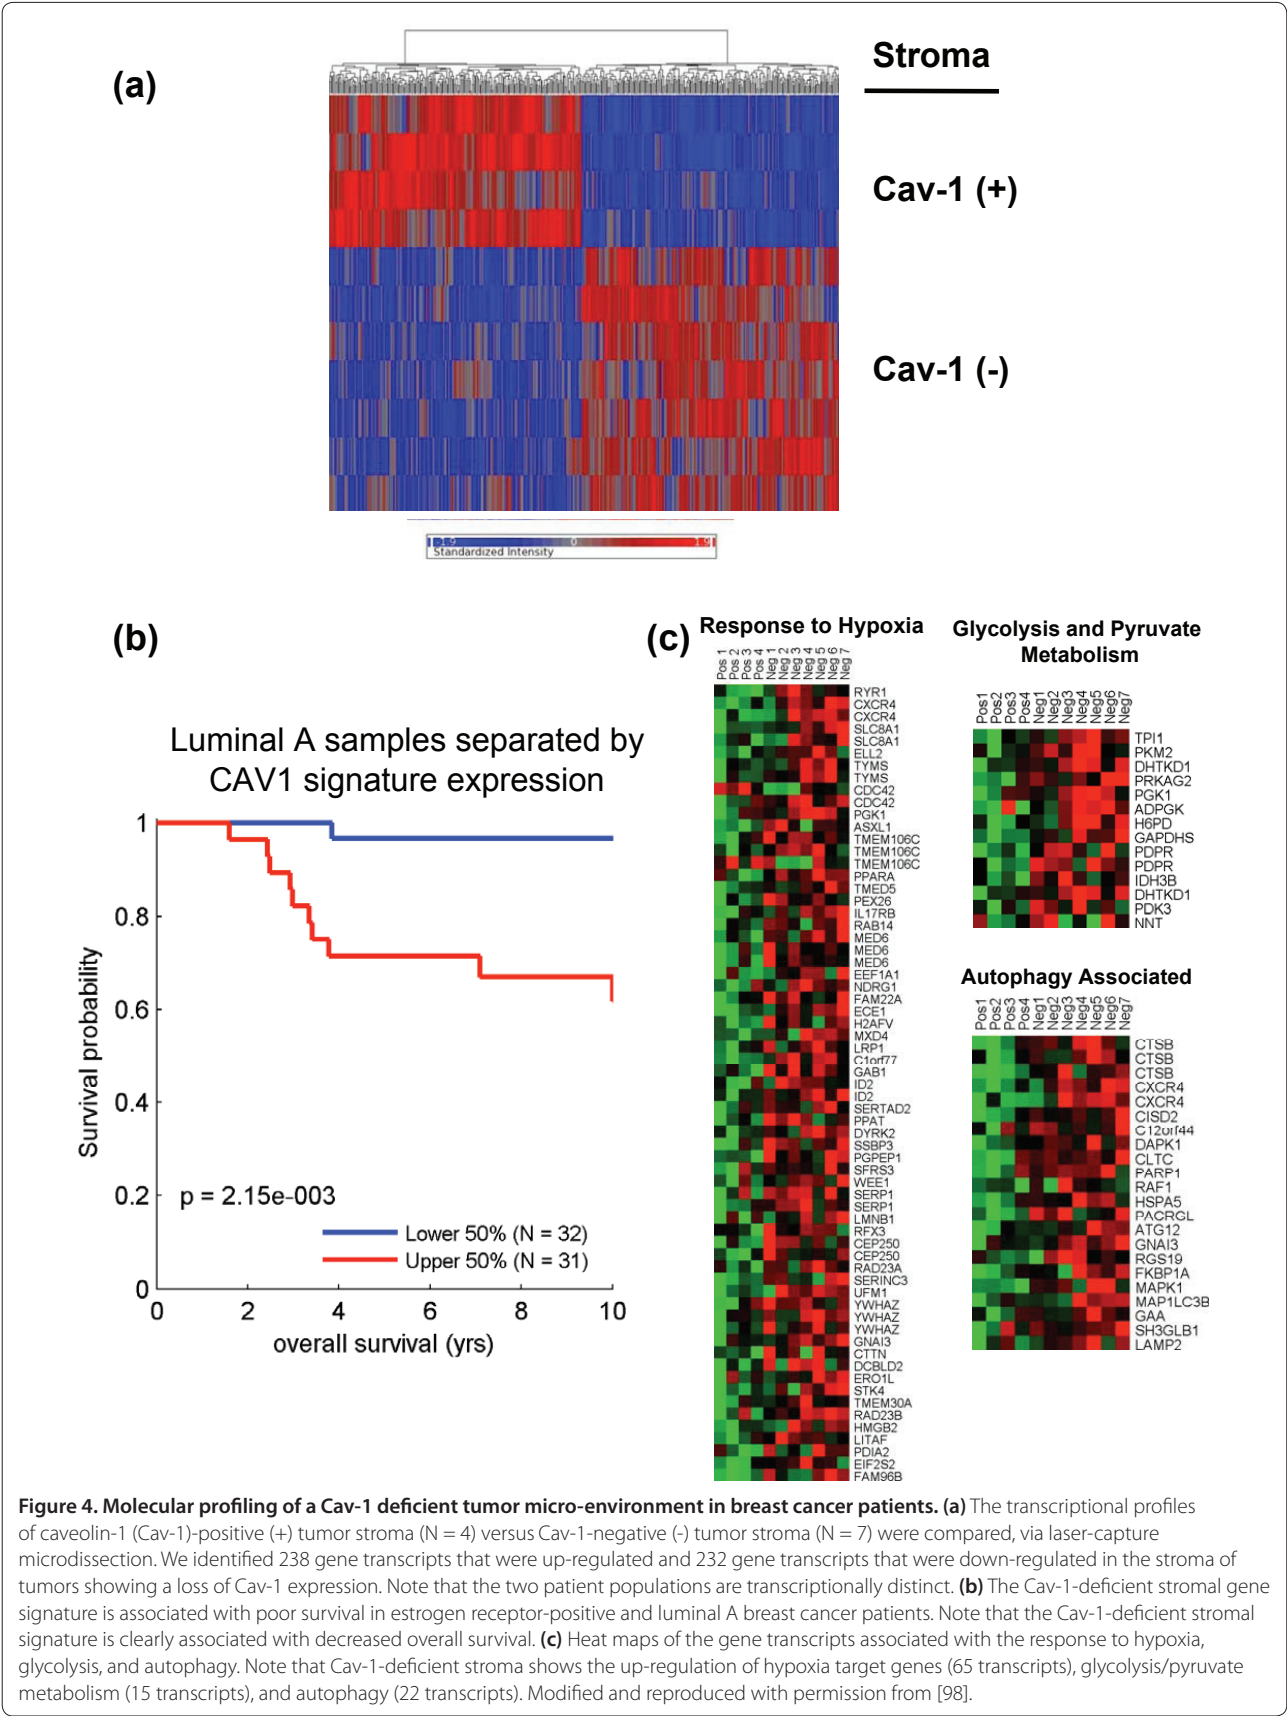 (a)
Stroma
Cav-1 (+)
Cav-1 (-)
-1.9 0 1.9
Standardized Intensity
(b)
Luminal A samples separated by
CAV1 signature expression
Survival probability
1
0.8
0.6
0.4
0.2
0
p = 2.15e-003
Lower 50% (N = 32)
Upper 50% (N = 31)
0 2 4 6 8 10
overall survival (yrs)
(c)
Response to Hypoxia
Pos 1
Pos 2
Pos 3
Pos 4
Neg 1
Neg 2
Neg 3
Neg 4
Neg 5
Neg 6
Neg 7
RYR1
CXCR4
CXCR4
SLC8A1
SLC8A1
ELL2
TYMS
TYMS
CDC42
CDC42
PGK1
ASXL1
TMEM106C
TMEM106C
TMEM106C
PPARA
TMED5
PEX26
IL17RB
RAB14
MED6
MED6
MED6
EEF1A1
NDRG1
FAM22A
ECE1
H2AFV
MXD4
LRP1
C1orf77
GAB1
ID2
ID2
SERTAD2
PPAT
DYRK2
SSBP3
PGPEP1
SFRS3
WEE1
SERP1
SERP1
LMNB1
RFX3
CEP250
CEP250
RAD23A
SERINC3
UFM1
YWHAZ
YWHAZ
YWHAZ
GNAI3
CTTN
DCBLD2
ERO1L
STK4
TMEM30A
RAD23B
HMGB2
LITAF
PDIA2
EIF2S2
FAM96B
Glycolysis and Pyruvate
Metabolism
Pos1
Pos2
Pos3
Pos4
Neg1
Neg2
Neg3
Neg4
Neg5
Neg6
Neg7
TPI1
PKM2
DHTKD1
PRKAG2
PGK1
ADPGK
H6PD
GAPDHS
PDPR
PDPR
IDH3B
DHTKD1
PDK3
NNT
Autophagy Associated
Pos1
Pos2
Pos3
Pos4
Neg1
Neg2
Neg3
Neg4
Neg5
Neg6
Neg7
CTSB
CTSB
CTSB
CXCR4
CXCR4
CISD2
C12orf44
DAPK1
CLTC
PARP1
RAF1
HSPA5
PACRGL
ATG12
GNAI3
RGS19
FKBP1A
MAPK1
MAP1LC3B
GAA
SH3GLB1
LAMP2
Figure 4. Molecular profiling of a Cav-1 deficient tumor micro-environment in breast cancer patients. (a) The transcriptional profiles
of caveolin-1 (Cav-1)-positive (+) tumor stroma (N = 4) versus Cav-1-negative (-) tumor stroma (N = 7) were compared, via laser-capture
microdissection. We identified 238 gene transcripts that were up-regulated and 232 gene transcripts that were down-regulated in the stroma of
tumors showing a loss of Cav-1 expression. Note that the two patient populations are transcriptionally distinct. (b) The Cav-1-deficient stromal gene
signature is associated with poor survival in estrogen receptor-positive and luminal A breast cancer patients. Note that the Cav-1-deficient stromal
signature is clearly associated with decreased overall survival. (c) Heat maps of the gene transcripts associated with the response to hypoxia,
glycolysis, and autophagy. Note that Cav-1-deficient stroma shows the up-regulation of hypoxia target genes (65 transcripts), glycolysis/pyruvate
metabolism (15 transcripts), and autophagy (22 transcripts). Modified and reproduced with permission from [98].